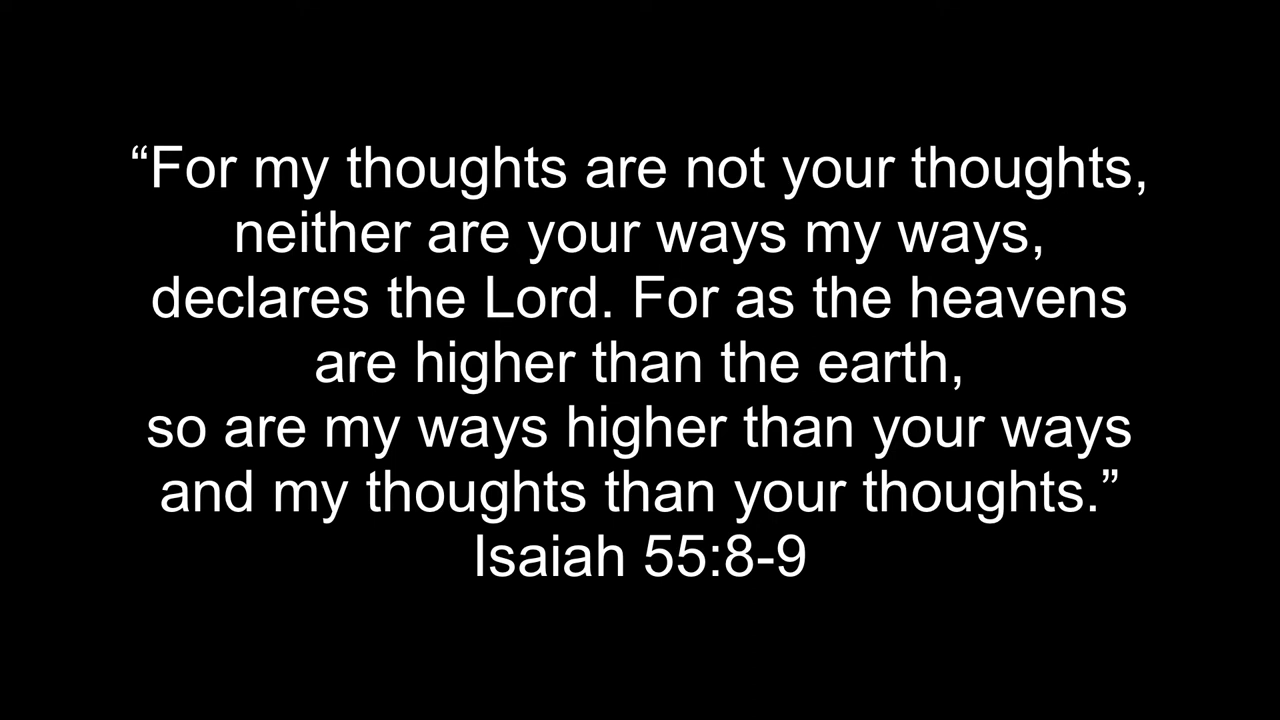 “For my thoughts are not your thoughts,
neither are your ways my ways,
declares the Lord. For as the heavens
are higher than the earth,
so are my ways higher than your ways
and my thoughts than your thoughts.”
Isaiah 55:8-9